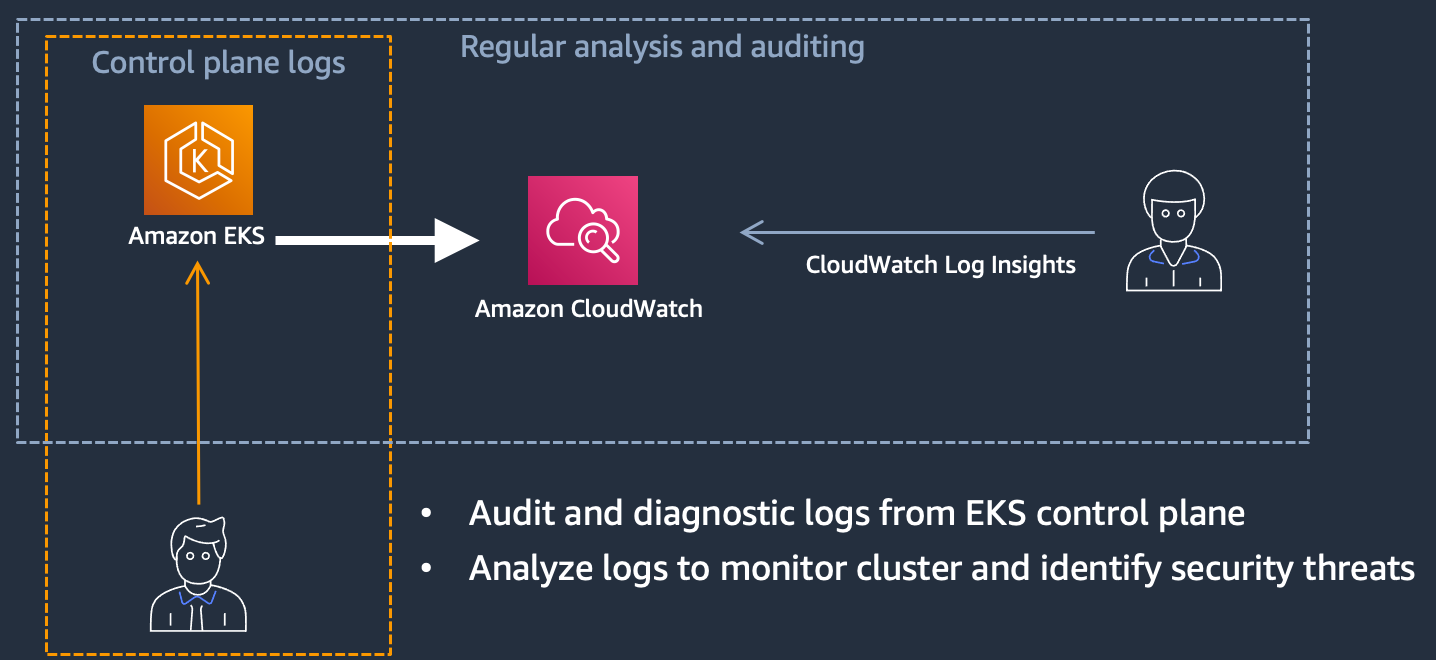 Control plane logs
Regular analysis and auditing
K
Amazon EKS
Amazon CloudWatch
CloudWatch Log Insights
• Audit and diagnostic logs from EKS control plane
• Analyze logs to monitor cluster and identify security threats